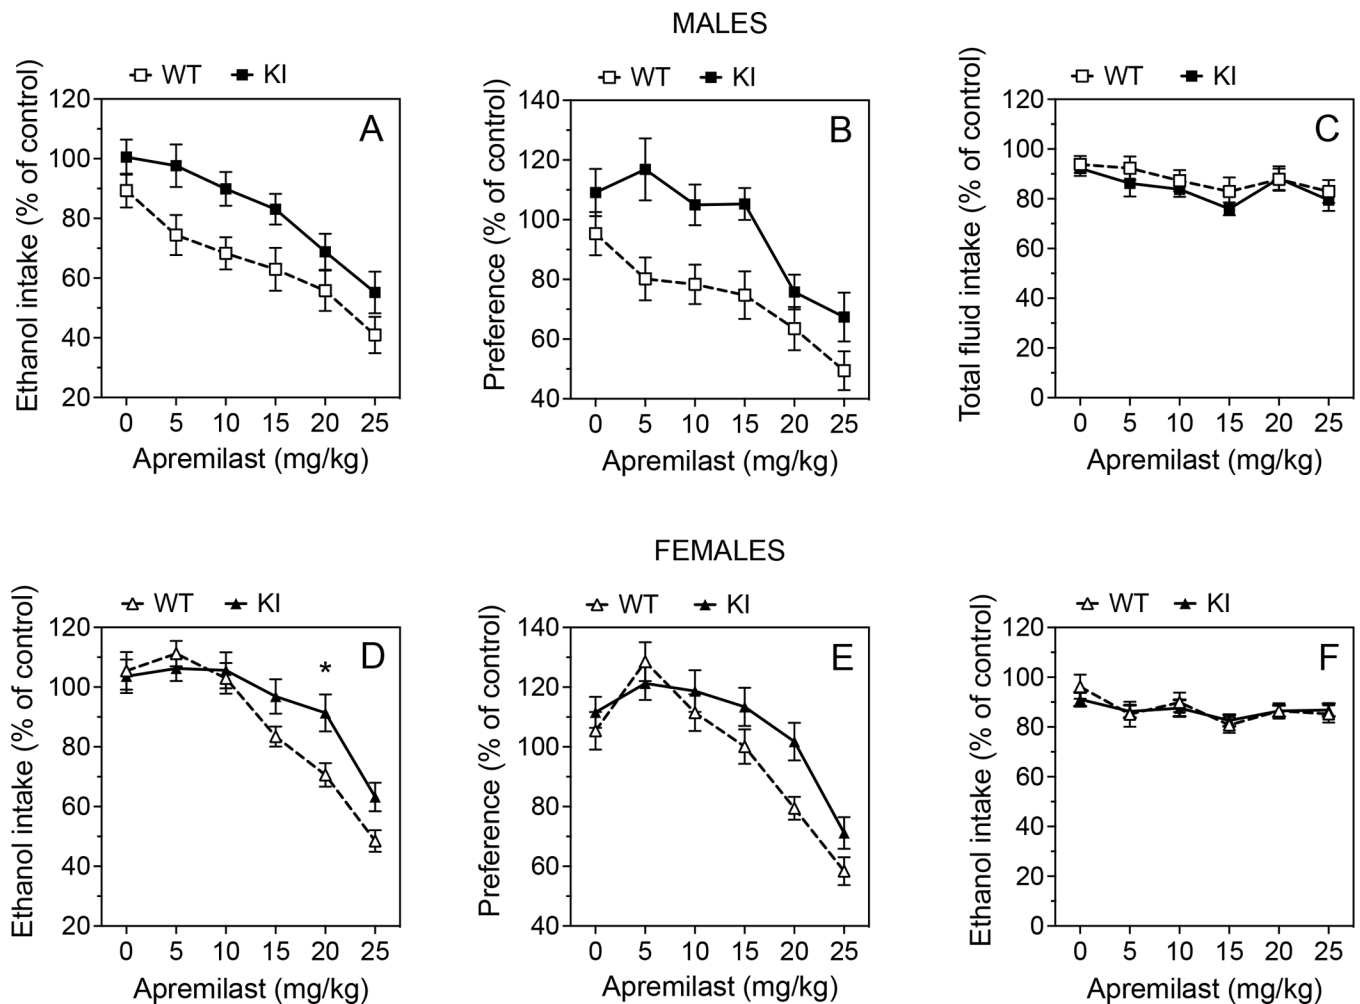 MALES
WT KI
A
Ethanol intake (% of control)
120
100
80
60
40
20
0 5 10 15 20 25
Apremilast (mg/kg)
WT KI
B
Preference (% of control)
140
120
100
80
60
40
0 5 10 15 20 25
Apremilast (mg/kg)
WT KI
C
Total fluid intake (% of control)
120
100
80
60
40
20
0
0 5 10 15 20 25
Apremilast (mg/kg)
FEMALES
WT KI
D
Ethanol intake (% of control)
120
100
80
60
40
20
*
0 5 10 15 20 25
Apremilast (mg/kg)
WT KI
E
Preference (% of control)
140
120
100
80
60
40
0 5 10 15 20 25
Apremilast (mg/kg)
WT KI
F
Ethanol intake (% of control)
120
100
80
60
40
20
0
0 5 10 15 20 25
Apremilast (mg/kg)